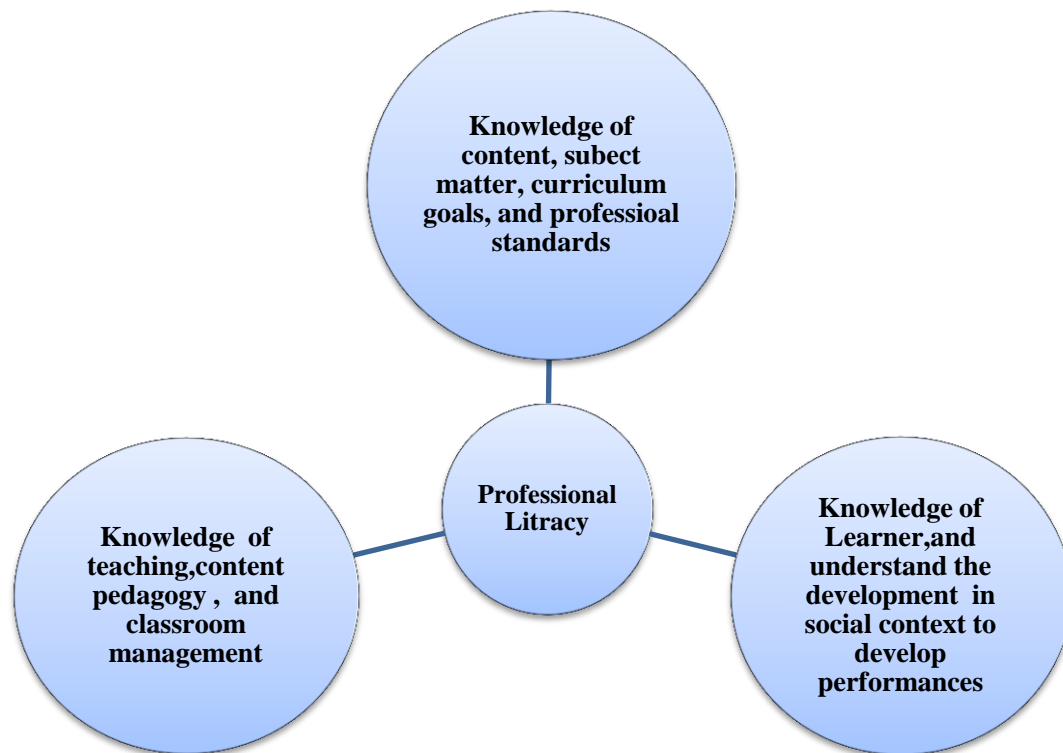 Knowledge of
content, subect
matter, curriculum
goals, and professioal
standards
Professional
Litracy
Knowledge of
teaching,content
pedagogy , and
classroom
management
Knowledge of
Learner,and
understand the
development in
social context to
develop
performances